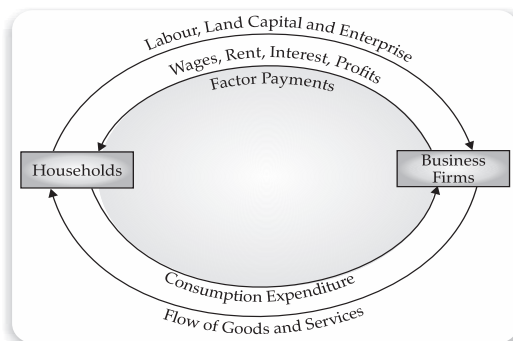 Labour, Land Capital and Enterprise
Wages, Rent, Interest, Profits
Factor Payments
Households
Business
Firms
Consumption Expenditure
Flow of Goods and Services